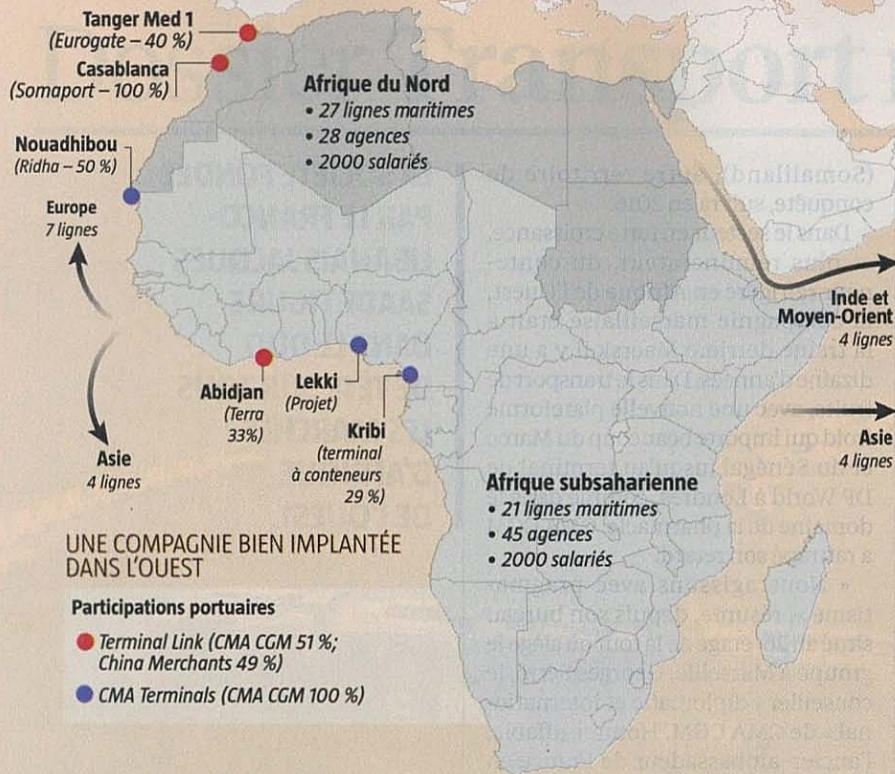 Tanger Med 1
(Eurogate – 40 %)
Casablanca
(Somaport – 100 %)
Nouadhibou
(Ridha – 50 %)
Europe
7 lignes
Asie
4 lignes
Afrique du Nord
• 27 lignes maritimes
• 28 agences
• 2000 salariés
Inde et
Moyen-Orient
4 lignes
Asie
4 lignes
Abidjan
(Terra
33%)
Lekki
(Projet)
Kribi
(terminal
à conteneurs
29 %)
Afrique subsaharienne
• 21 lignes maritimes
• 45 agences
• 2000 salariés
UNE COMPAGNIE BIEN IMPLANTÉE
DANS L'OUEST
Participations portuaires
Terminal Link (CMA CGM 51 %;
China Merchants 49 %)
CMA Terminals (CMA CGM 100 %)